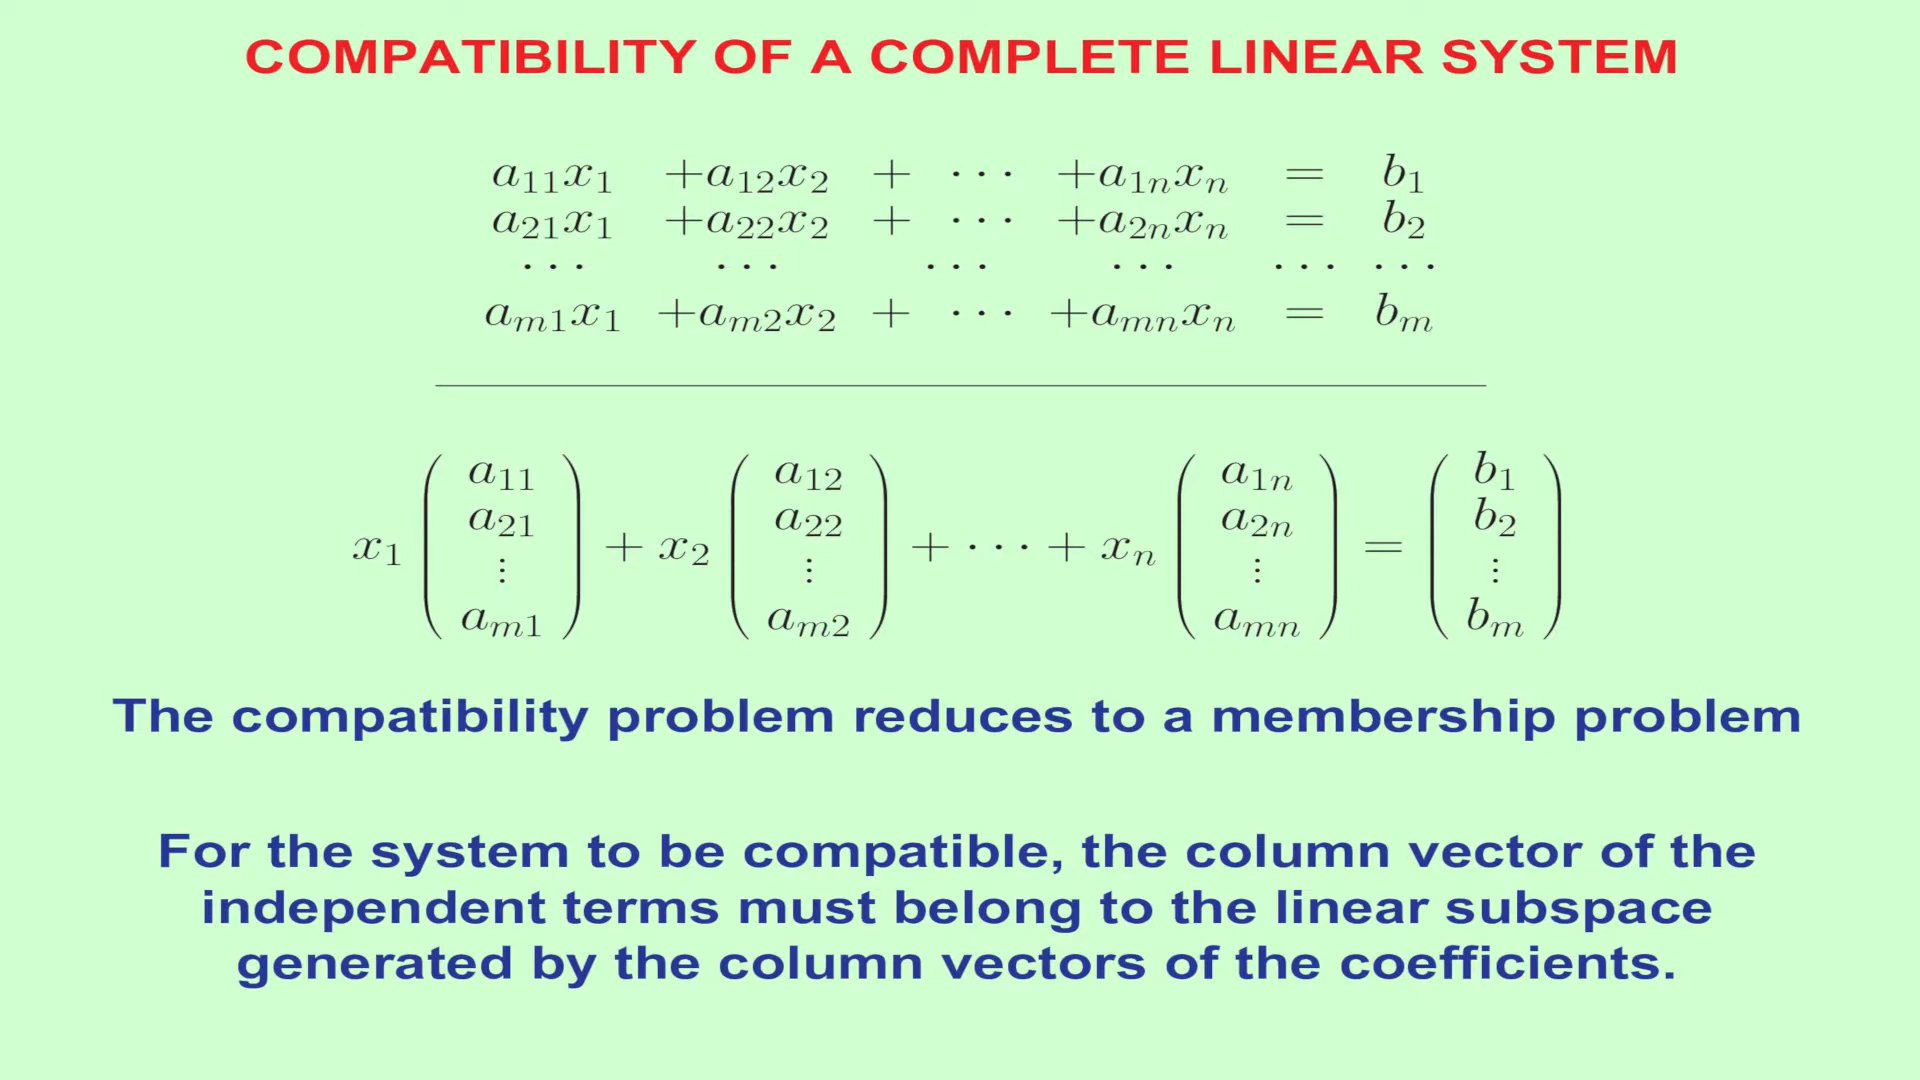 COMPATIBILITY OF A COMPLETE LINEAR SYSTEM
a₁₁x₁ +a₁₂x₂ + ⋯ +a₁ₙxₙ = b₁
a₂₁x₁ +a₂₂x₂ + ⋯ +a₂ₙxₙ = b₂
⋯ ⋯ ⋯ ⋯ ⋯ ⋯
aₘ₁x₁ +aₘ₂x₂ + ⋯ +aₘₙxₙ = bₘ
x₁ (a₁₁ a₂₁ ⋮ aₘ₁) + x₂ (a₁₂ a₂₂ ⋮ aₘ₂) + ⋯ + xₙ (a₁ₙ a₂ₙ ⋮ aₘₙ) = (b₁ b₂ ⋮ bₘ)
The compatibility problem reduces to a membership problem
For the system to be compatible, the column vector of the
independent terms must belong to the linear subspace
generated by the column vectors of the coefficients.